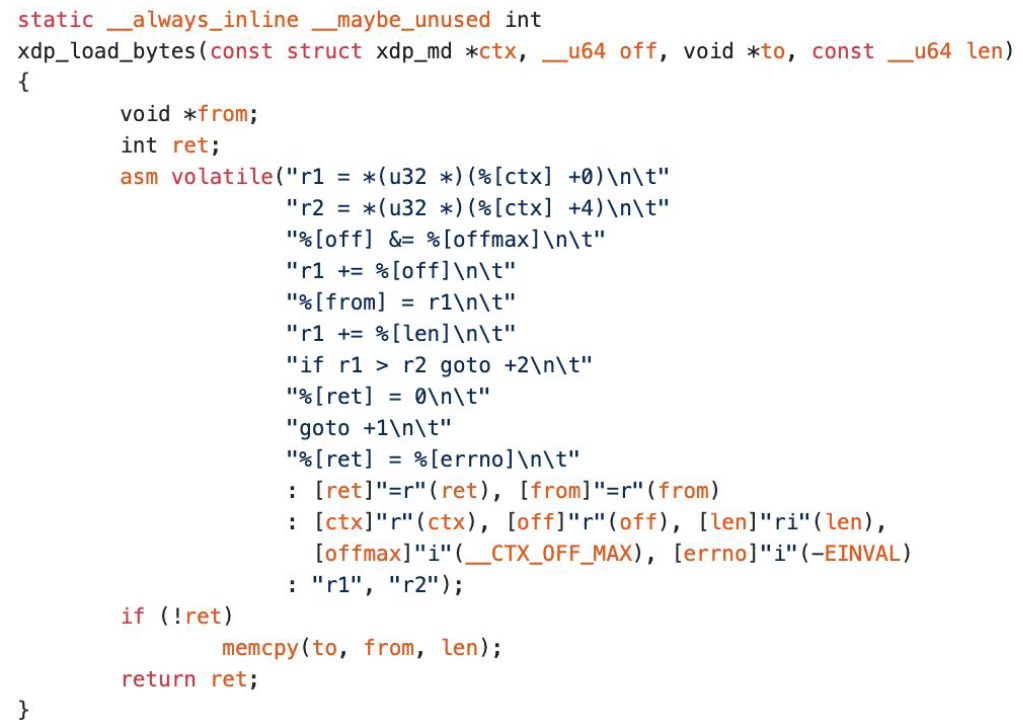 static __always_inline __maybe_unused int
xdp_load_bytes(const struct xdp_md *ctx, __u64 off, void *to, const __u64 len)
{
        void *from;
        int ret;
        asm volatile("r1 = *(u32 *)(%[ctx] +0)\n\t"
                     "r2 = *(u32 *)(%[ctx] +4)\n\t"
                     "%[off] &= %[offmax]\n\t"
                     "r1 += %[off]\n\t"
                     "%[from] = r1\n\t"
                     "r1 += %[len]\n\t"
                     "if r1 > r2 goto +2\n\t"
                     "%[ret] = 0\n\t"
                     "goto +1\n\t"
                     "%[ret] = %[errno]\n\t"
                     : [ret]"=r"(ret), [from]"=r"(from)
                     : [ctx]"r"(ctx), [off]"r"(off), [len]"ri"(len),
                       [offmax]"i"(__CTX_OFF_MAX), [errno]"i"(-EINVAL)
                     : "r1", "r2");
        if (!ret)
                memcpy(to, from, len);
        return ret;
}